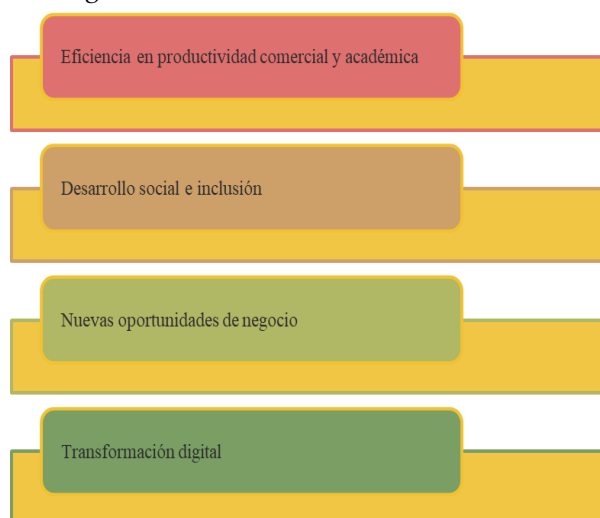 Eficiencia en productividad comercial y académica
Desarrollo social e inclusión
Nuevas oportunidades de negocio
Transformación digital